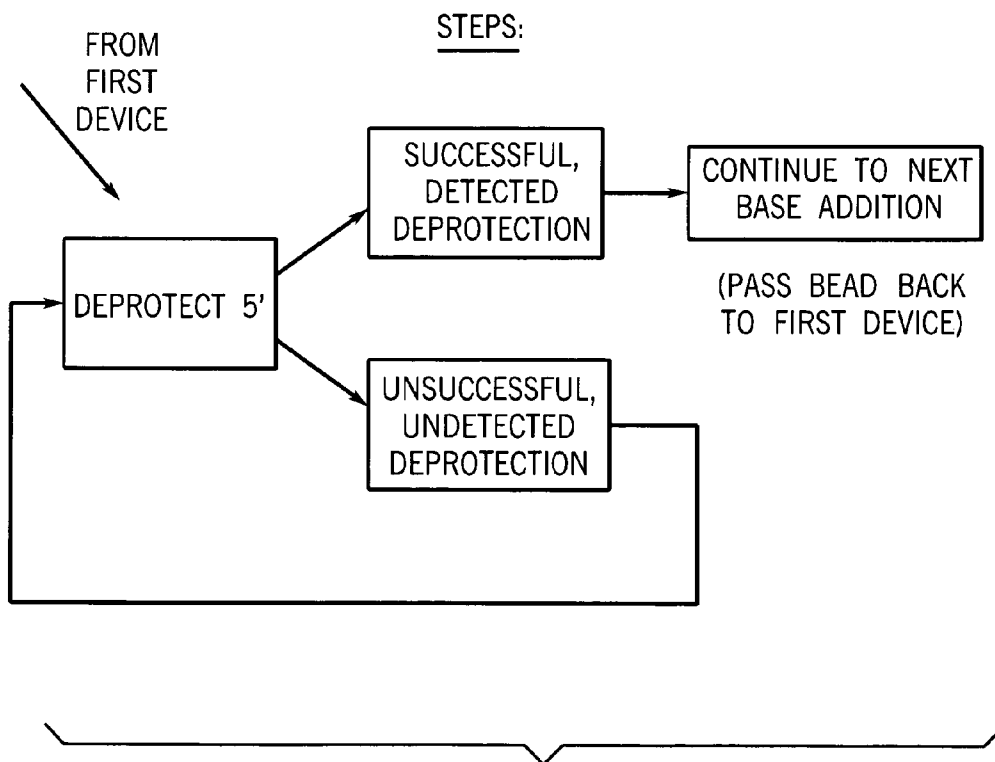 STEPS:
FROM
FIRST
DEVICE
SUCCESSFUL,
DETECTED
DEPROTECTION
CONTINUE TO NEXT
BASE ADDITION
(PASS BEAD BACK
TO FIRST DEVICE)
DEPROTECT 5'
UNSUCCESSFUL,
UNDETECTED
DEPROTECTION